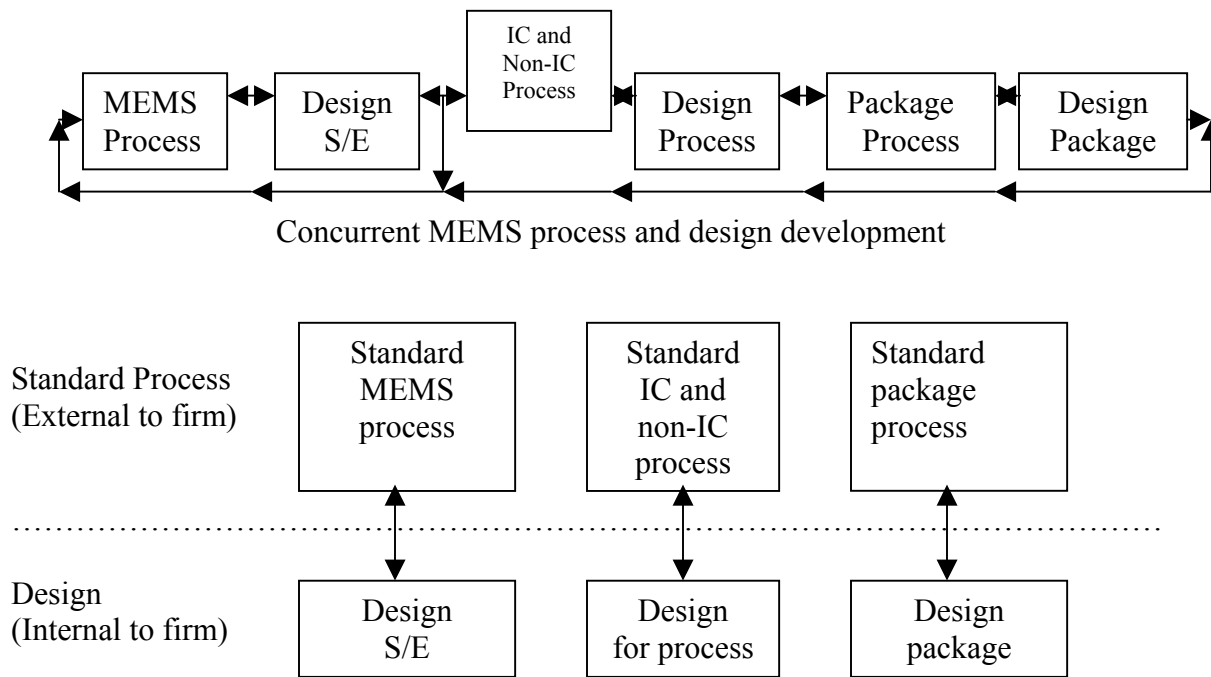 MEMS
Process
Design
S/E
IC and
Non-IC
Process
Design
Process
Package
Process
Design
Package
Concurrent MEMS process and design development
Standard Process
(External to firm)
Standard
MEMS
process
Standard
IC and
non-IC
process
Standard
package
process
Design
(Internal to firm)
Design
S/E
Design
for process
Design
package